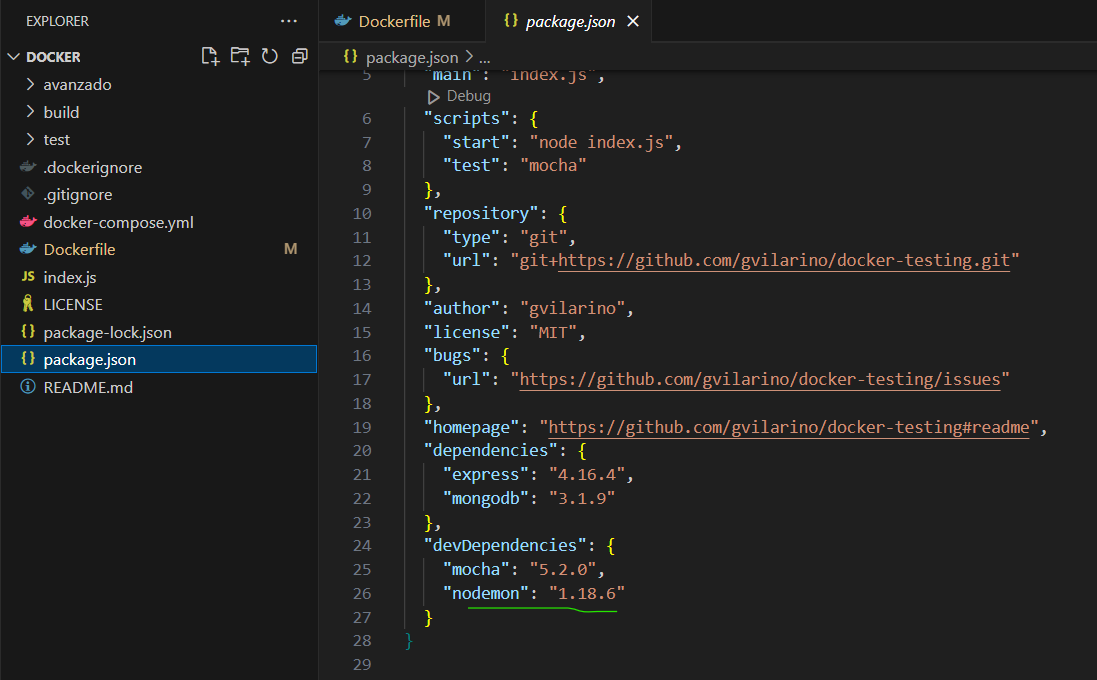 EXPLORER
...
Dockerfile M
{} package.json ×
DOCKER
{} package.json > ...
avanzado
build
test
.dockerignore
.gitignore
docker-compose.yml
Dockerfile M
JS index.js
LICENSE
{} package-lock.json
{} package.json
README.md
5 "main": "index.js",
Debug
6 "scripts": {
7 "start": "node index.js",
8 "test": "mocha"
9 },
10 "repository": {
11 "type": "git",
12 "url": "git+https://github.com/gvilarino/docker-testing.git"
13 },
14 "author": "gvilarino",
15 "license": "MIT",
16 "bugs": {
17 "url": "https://github.com/gvilarino/docker-testing/issues"
18 },
19 "homepage": "https://github.com/gvilarino/docker-testing#readme",
20 "dependencies": {
21 "express": "4.16.4",
22 "mongodb": "3.1.9"
23 },
24 "devDependencies": {
25 "mocha": "5.2.0",
26 "nodemon": "1.18.6"
27 }
28 }
29